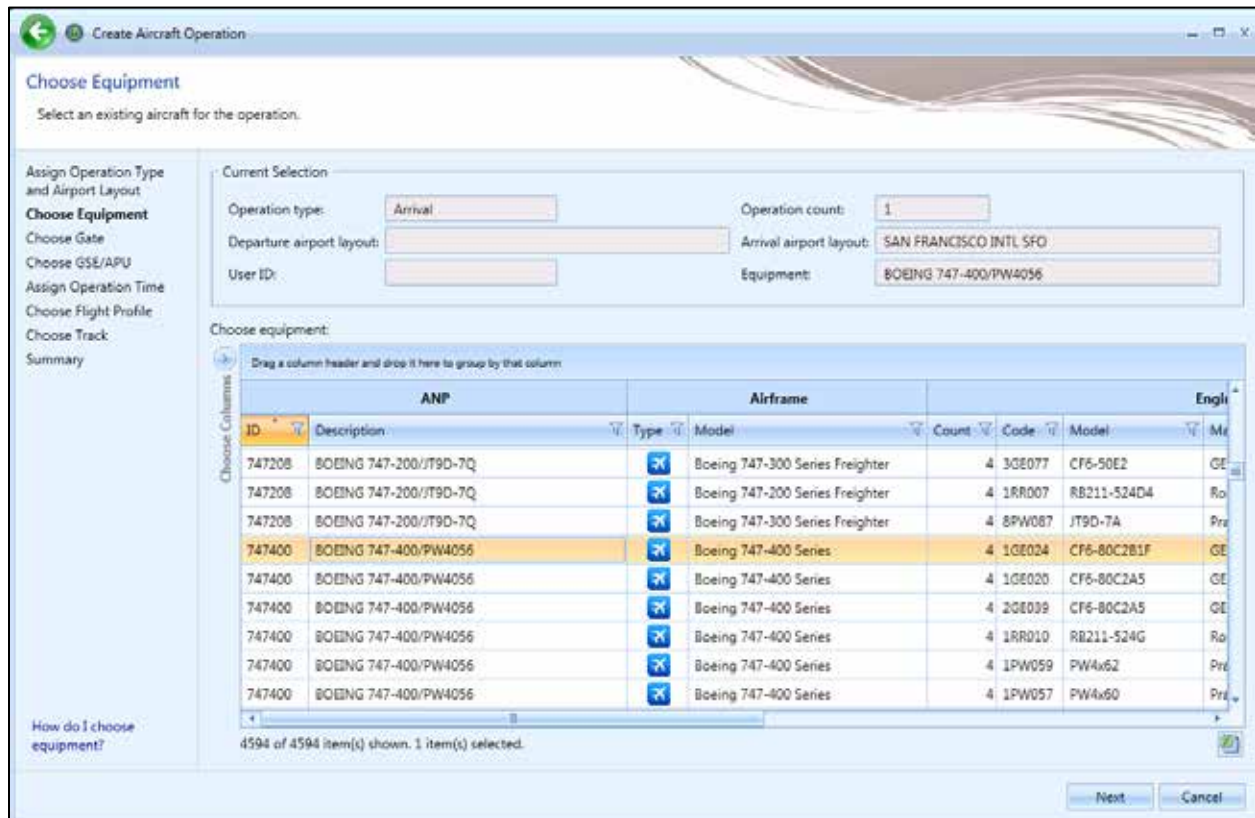 Create Aircraft Operation
Choose Equipment
Select an existing aircraft for the operation.
Assign Operation Type
and Airport Layout
Choose Equipment
Choose Gate
Choose GSE/APU
Assign Operation Time
Choose Flight Profile
Choose Track
Summary
How do I choose
equipment?
Current Selection
Operation type: Arrival Operation count: 1
Departure airport layout: Arrival airport layout: SAN FRANCISCO INTL SFO
User ID: Equipment: BOEING 747-400/PW4056
Choose equipment:
Choose Columns
Drag a column header and drop it here to group by that column
ANP Airframe Engi
ID Description Type Model Count Code Model Ma
747208 BOEING 747-200/JT9D-7Q Boeing 747-300 Series Freighter 4 3GE077 CF6-50E2 GE
747208 BOEING 747-200/JT9D-7Q Boeing 747-200 Series Freighter 4 1RR007 RB211-524D4 Ro
747208 BOEING 747-200/JT9D-7Q Boeing 747-300 Series Freighter 4 8PW087 JT9D-7A Pra
747400 BOEING 747-400/PW4056 Boeing 747-400 Series 4 1GE024 CF6-80C2B1F GE
747400 BOEING 747-400/PW4056 Boeing 747-400 Series 4 1GE020 CF6-80C2A5 GE
747400 BOEING 747-400/PW4056 Boeing 747-400 Series 4 2GE039 CF6-80C2A5 GE
747400 BOEING 747-400/PW4056 Boeing 747-400 Series 4 1RR010 RB211-524G Ro
747400 BOEING 747-400/PW4056 Boeing 747-400 Series 4 1PW059 PW4x62 Pra
747400 BOEING 747-400/PW4056 Boeing 747-400 Series 4 1PW057 PW4x60 Pra
4594 of 4594 item(s) shown. 1 item(s) selected.
Next Cancel